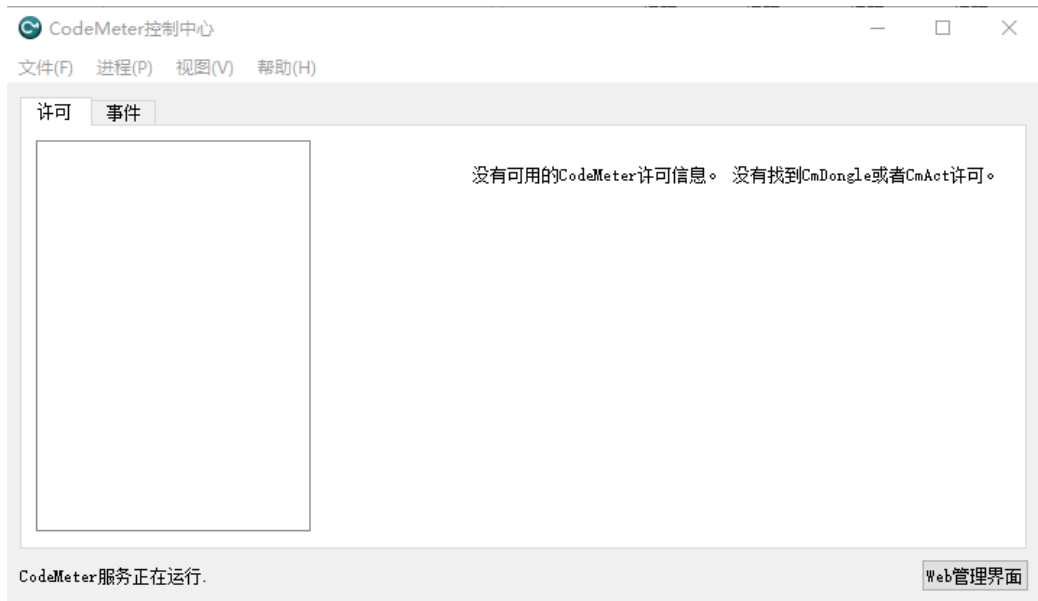 CodeMeter控制中心
文件(F) 进程(P) 视图(V) 帮助(H)
许可 事件
没有可用的CodeMeter许可信息。 没有找到CmDongle或者CmAct许可。
CodeMeter服务正在运行.
Web管理界面